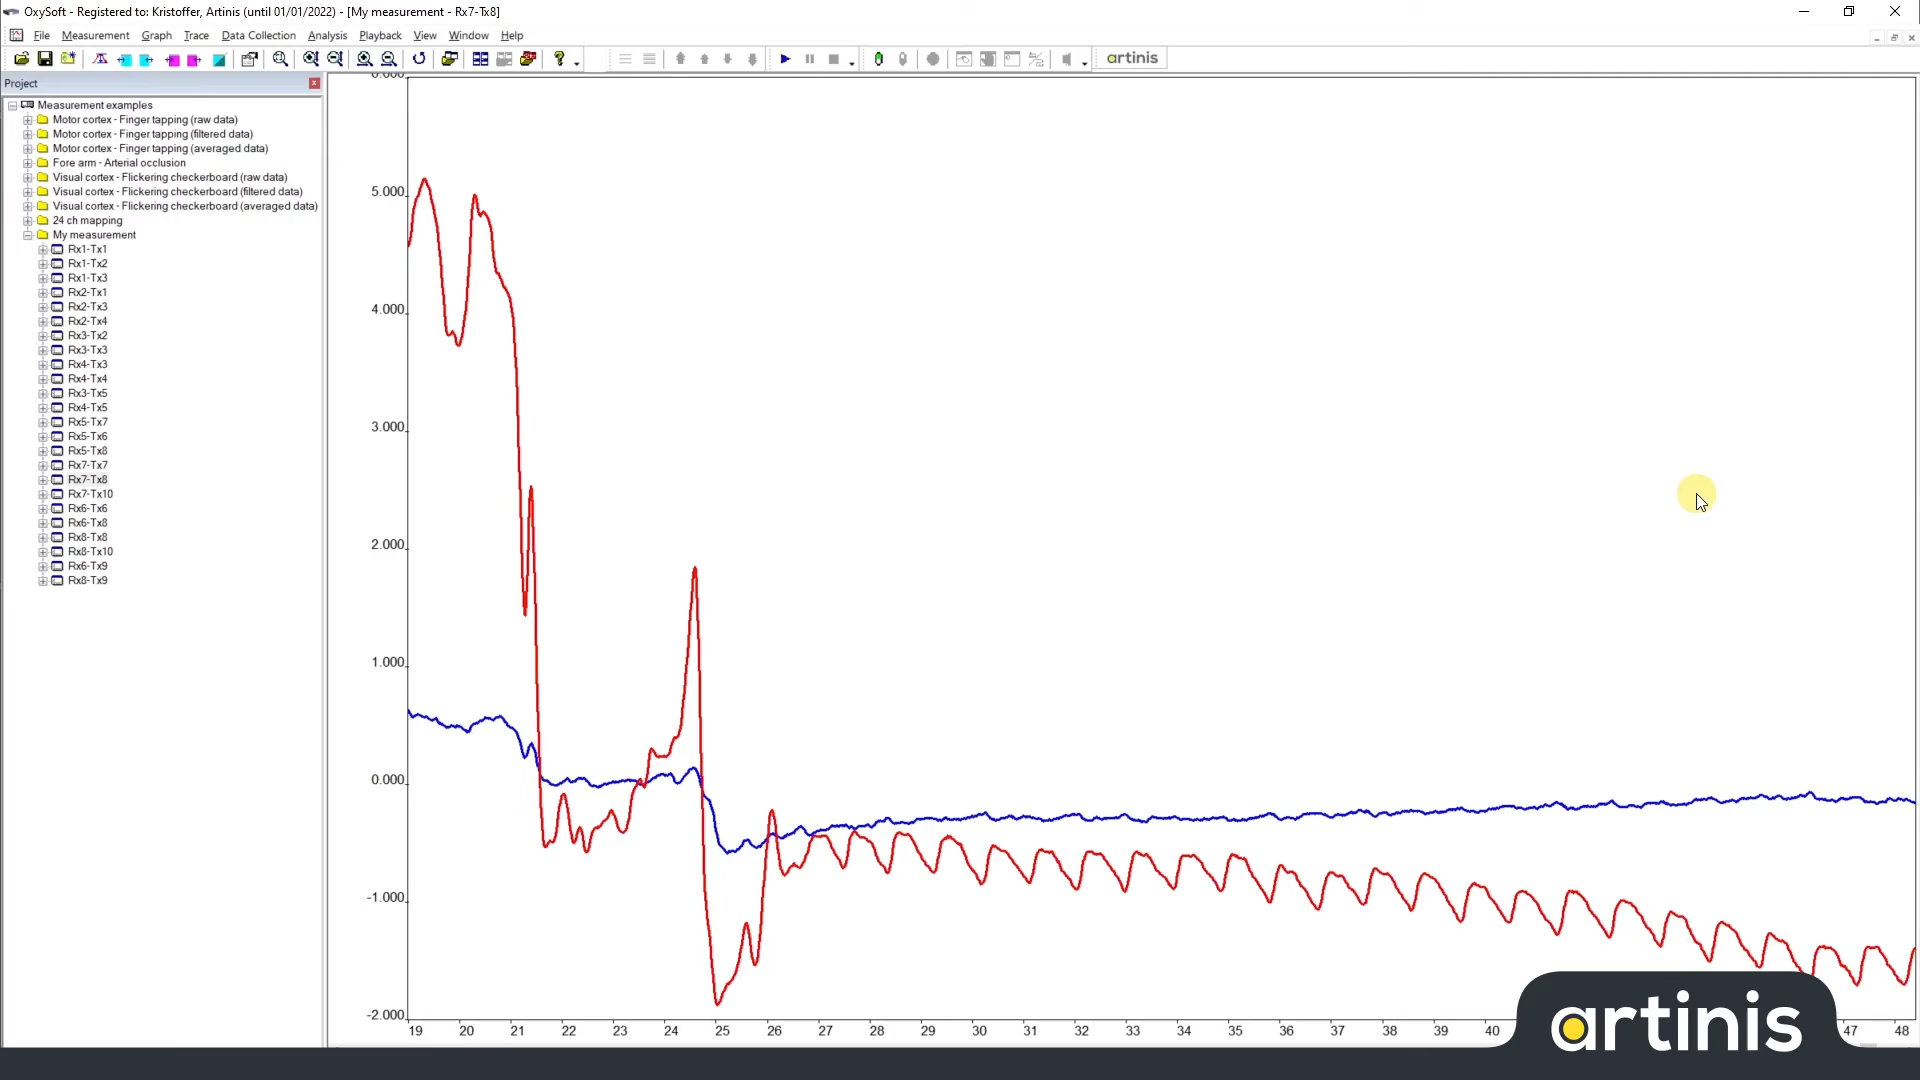 OxySoft - Registered to: Kristoffer, Artinis (until 01/01/2022) - [My measurement - Rx7-Tx8]
File Measurement Graph Trace Data Collection Analysis Playback View Window Help
artinis
Project
Measurement examples
Motor cortex - Finger tapping (raw data)
Motor cortex - Finger tapping (filtered data)
Motor cortex - Finger tapping (averaged data)
Fore arm - Arterial occlusion
Visual cortex - Flickering checkerboard (raw data)
Visual cortex - Flickering checkerboard (filtered data)
Visual cortex - Flickering checkerboard (averaged data)
24 ch mapping
My measurement
Rx1-Tx1
Rx1-Tx2
Rx1-Tx3
Rx2-Tx1
Rx2-Tx3
Rx2-Tx4
Rx3-Tx2
Rx3-Tx3
Rx4-Tx3
Rx4-Tx4
Rx3-Tx5
Rx4-Tx5
Rx5-Tx7
Rx5-Tx6
Rx5-Tx8
Rx7-Tx7
Rx7-Tx8
Rx7-Tx10
Rx6-Tx6
Rx6-Tx8
Rx8-Tx8
Rx8-Tx10
Rx6-Tx9
Rx8-Tx9
5.000
4.000
3.000
2.000
1.000
0.000
-1.000
-2.000
19 20 21 22 23 24 25 26 27 28 29 30 31 32 33 34 35 36 37 38 39 40 47 48
artinis